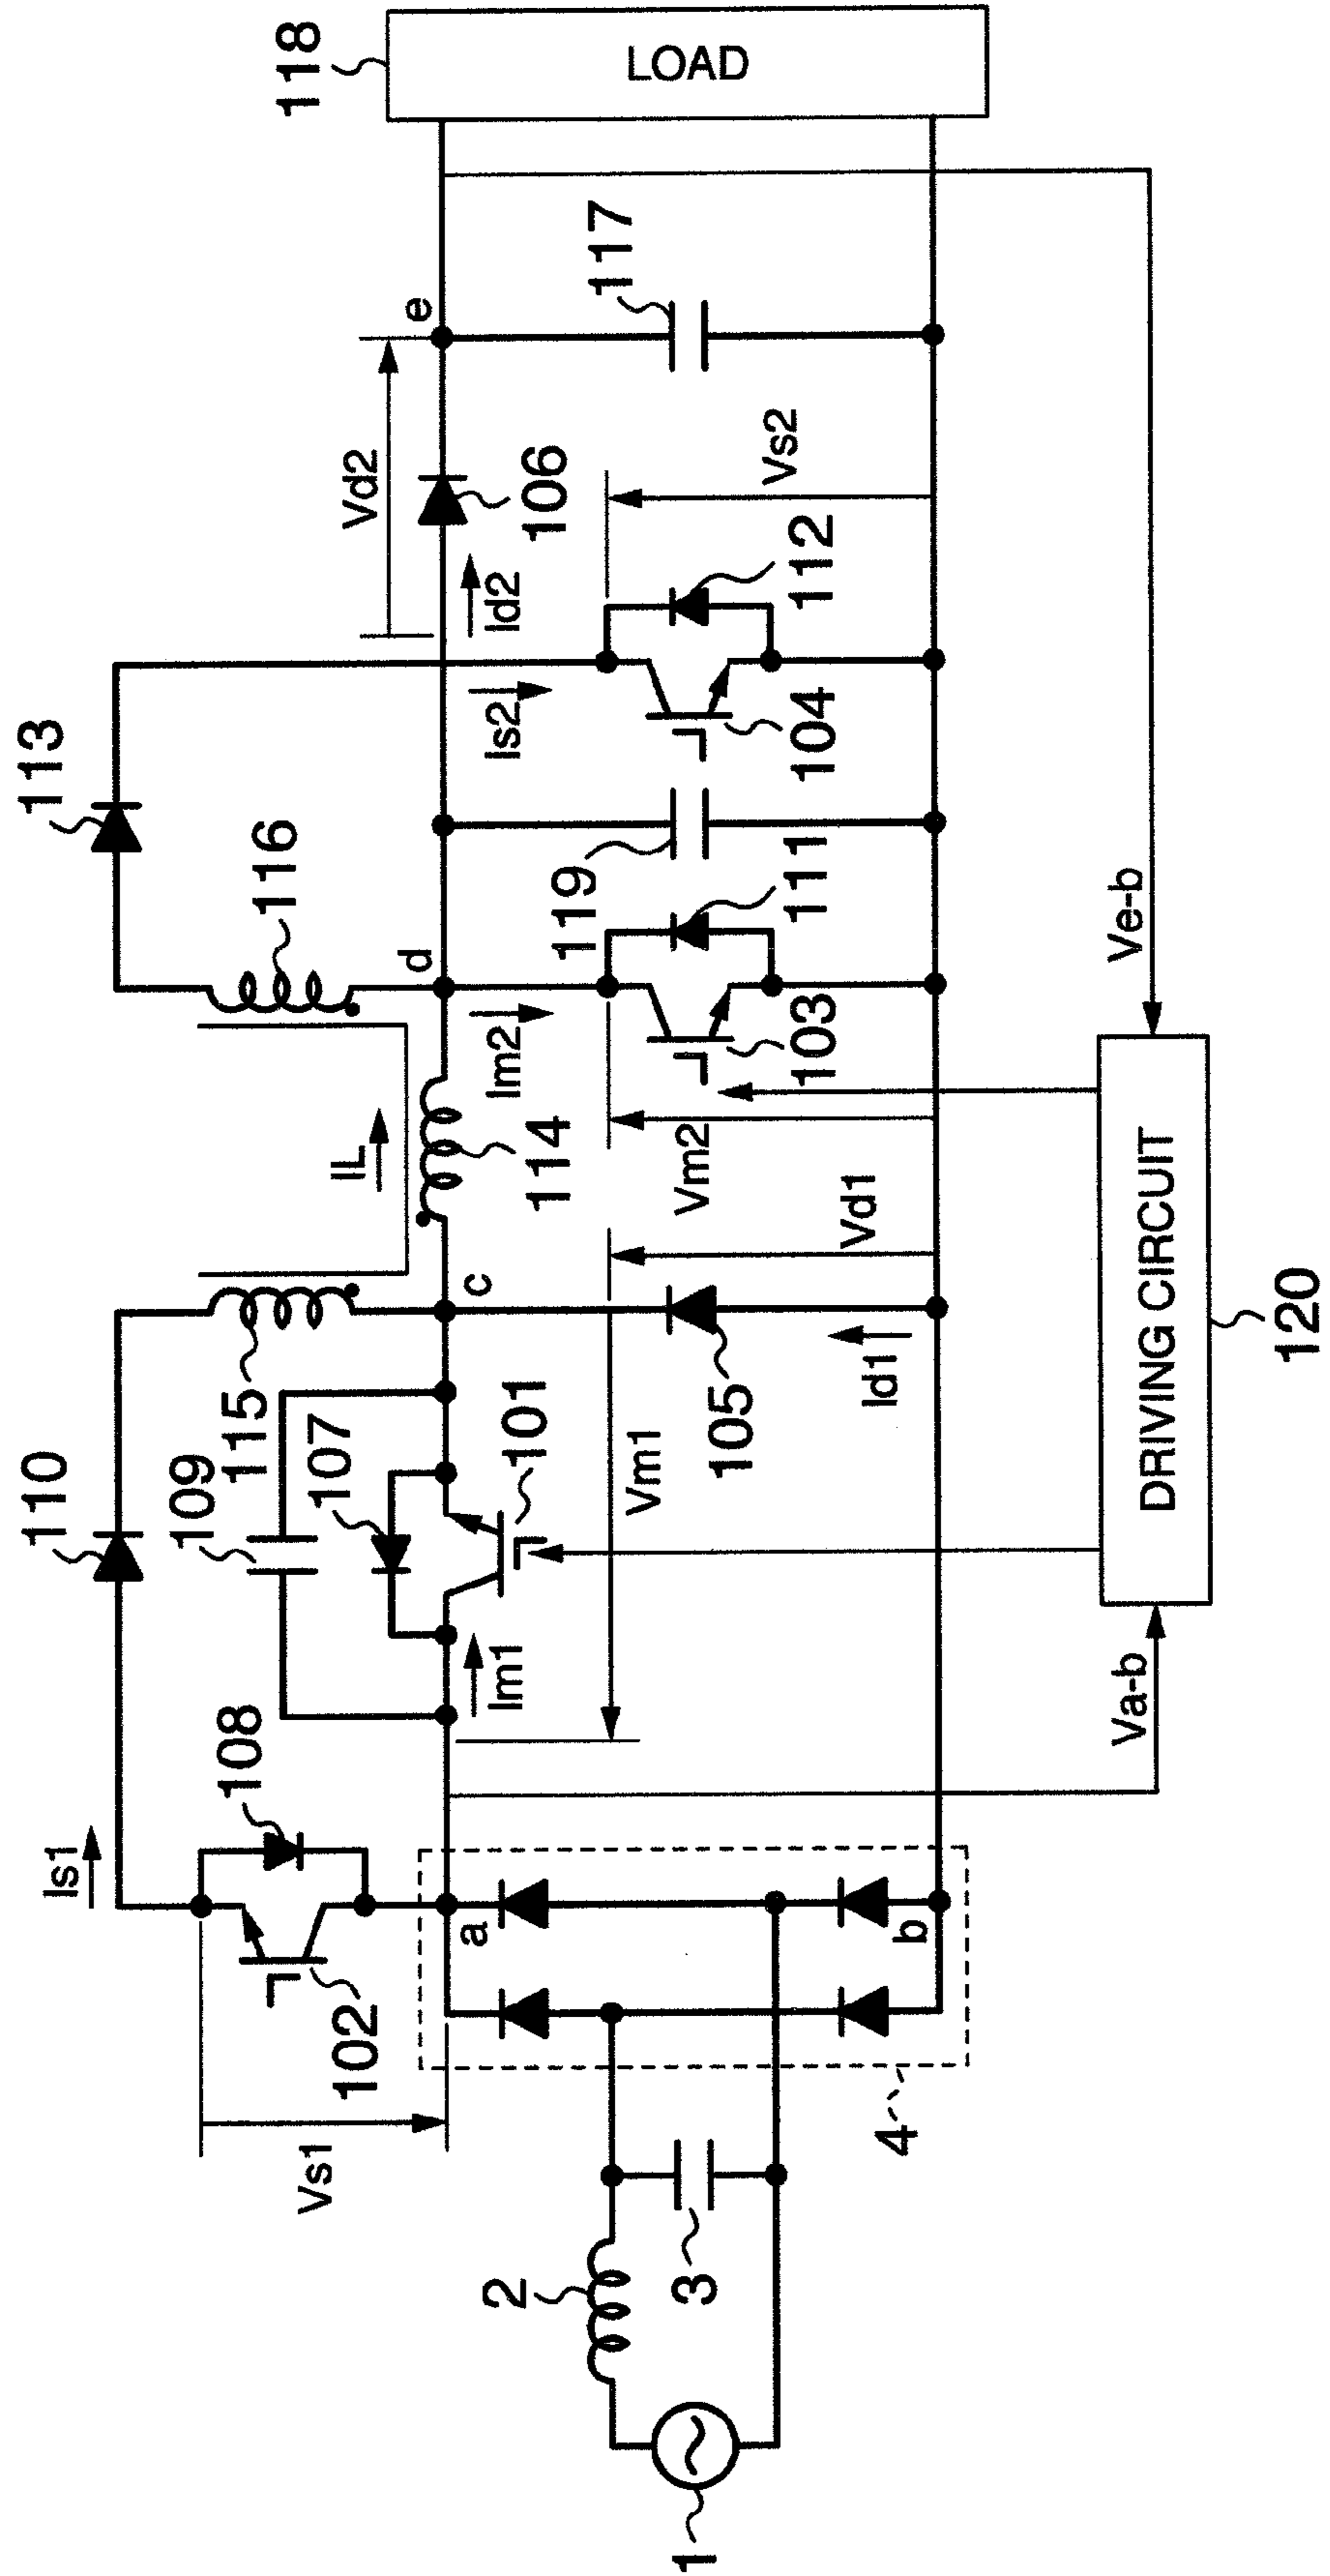 118
LOAD
117
e
Vd2
Vs2
106
112
Id2
113
Is2
104
116
119
111
d
Ve-b
Im2
103
IL
114
Vm2
Vd1
DRIVING CIRCUIT
120
c
115
Id1
105
101
107
109
110
Vm1
Im1
108
Va-b
Is1
a
b
102
4
Vs1
2
3
1